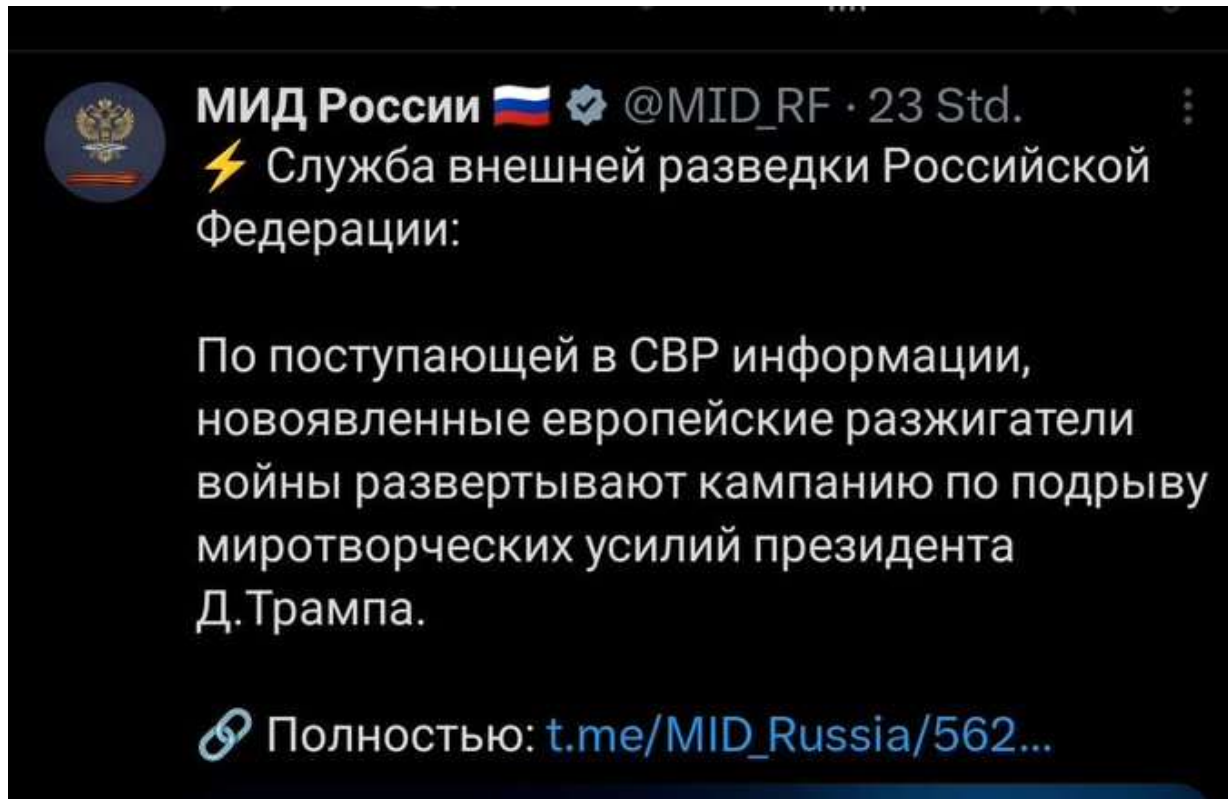 МИД России 🇷🇺 @MID_RF · 23 Std.
⚡ Служба внешней разведки Российской
Федерации:
По поступающей в СВР информации,
новоявленные европейские разжигатели
войны развертывают кампанию по подрыву
миротворческих усилий президента
Д.Трампа.
🔗 Полностью: t.me/MID_Russia/562...